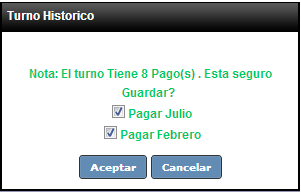 Turno Historico
Nota: El turno Tiene 8 Pago(s) . Esta seguro
Guardar?
Pagar Julio
Pagar Febrero
Aceptar Cancelar